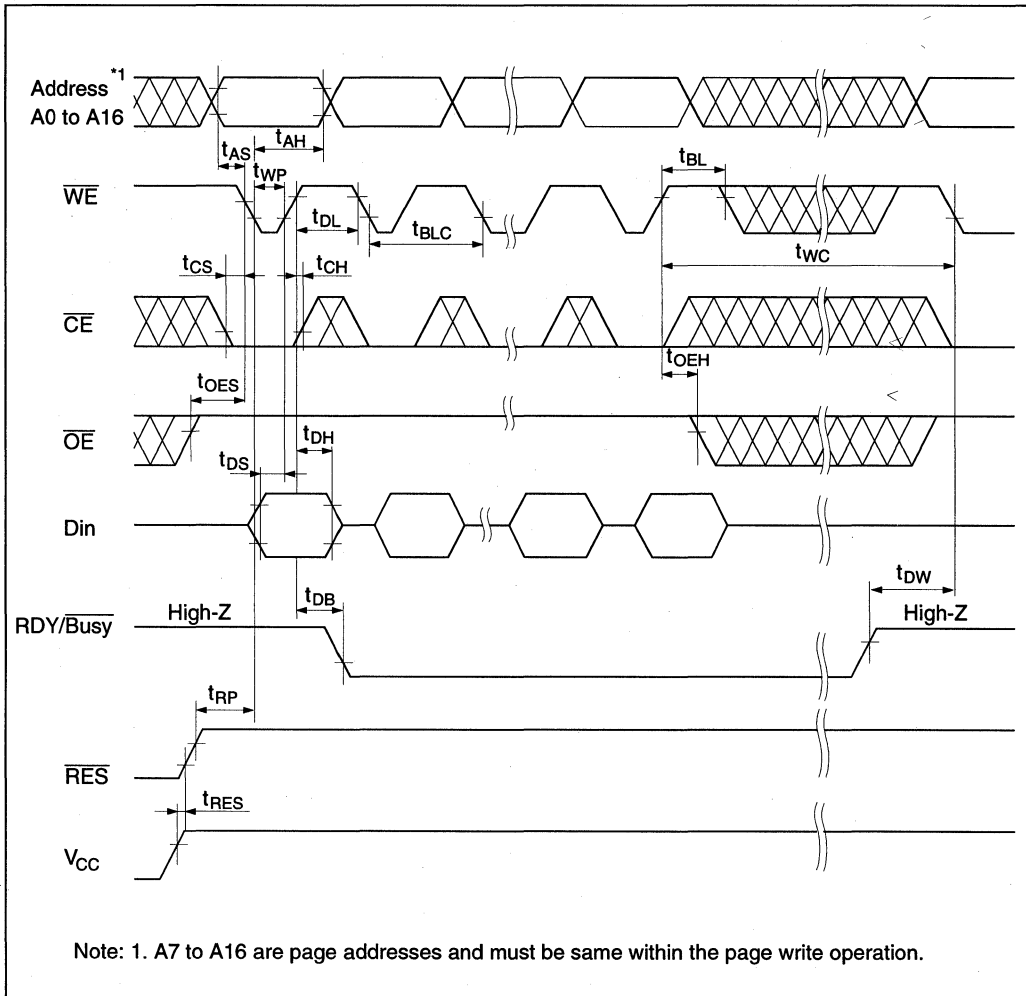 Address*1
A0 to A16
tAH
tAS
tWP
tBL
WE
tDL
tBLC
tWC
tCS
tCH
CE
tOEH
tOES
OE
tDH
tDS
Din
tDB
tDW
High-Z
High-Z
RDY/Busy
tRP
RES
tRES
VCC
Note: 1. A7 to A16 are page addresses and must be same within the page write operation.